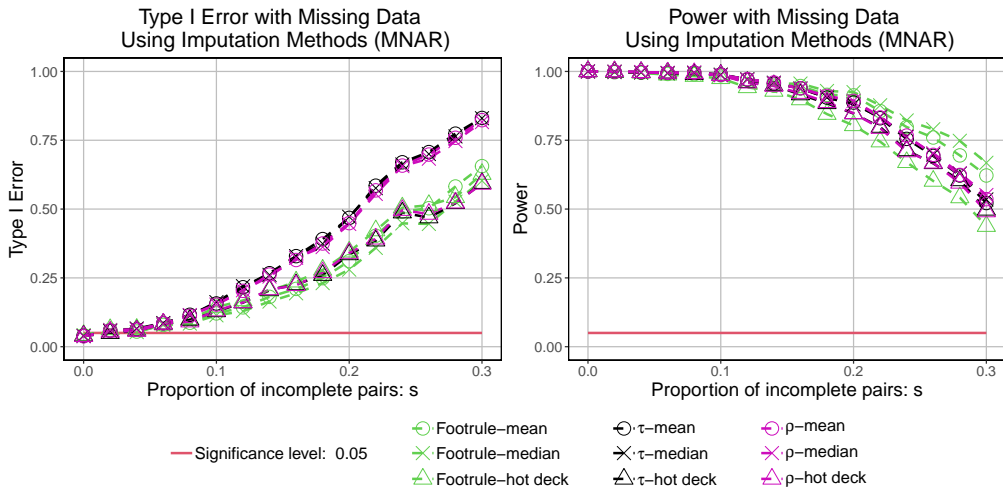 Type I Error with Missing Data
Using Imputation Methods (MNAR)
Type I Error
1.00
0.75
0.50
0.25
0.00
0.0
0.1
0.2
0.3
Proportion of incomplete pairs: s
Power with Missing Data
Using Imputation Methods (MNAR)
Power
1.00
0.75
0.50
0.25
0.00
0.0
0.1
0.2
0.3
Proportion of incomplete pairs: s
Significance level: 0.05
Footrule−mean
Footrule−median
Footrule−hot deck
τ−mean
τ−median
τ−hot deck
ρ−mean
ρ−median
ρ−hot deck